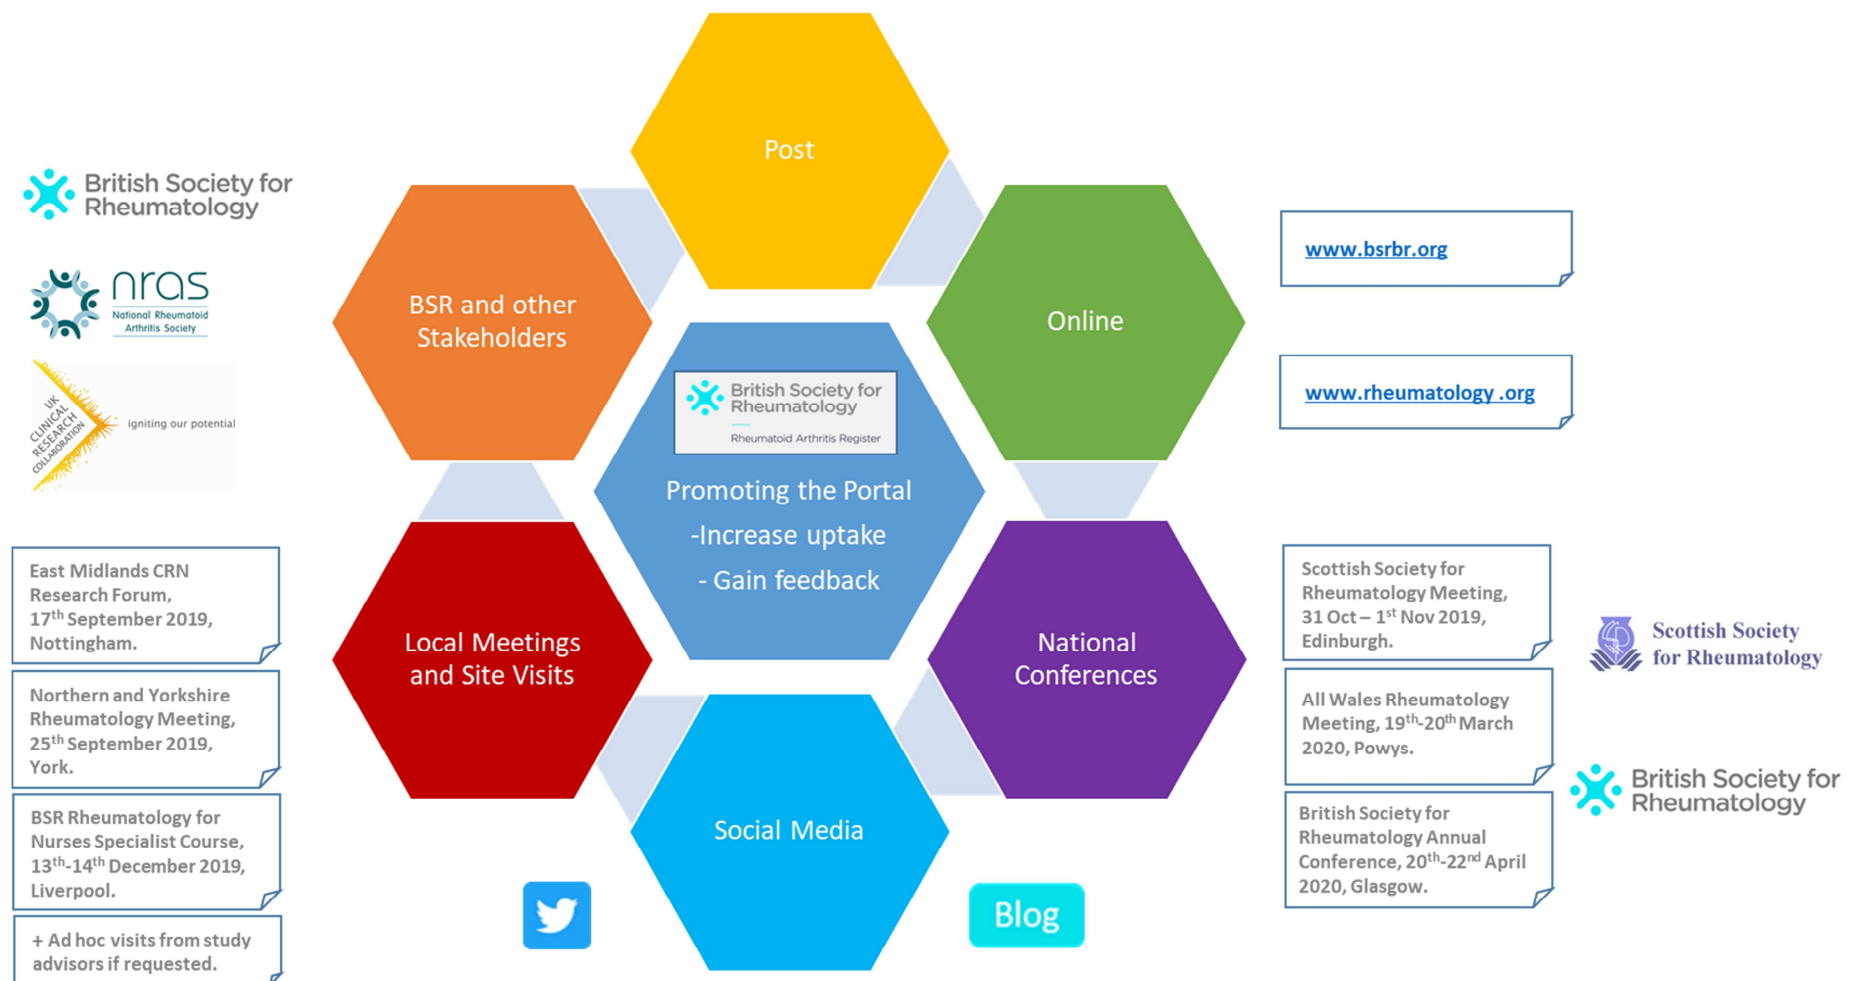 Post
British Society for
Rheumatology
nras
National Rheumatoid
Arthritis Society
UK
CLINICAL
RESEARCH
COLLABORATION
igniting our potential
BSR and other
Stakeholders
Online
www.bsrbr.org
www.rheumatology .org
British Society for
Rheumatology
Rheumatoid Arthritis Register
Promoting the Portal
-Increase uptake
- Gain feedback
East Midlands CRN
Research Forum,
17th September 2019,
Nottingham.
Northern and Yorkshire
Rheumatology Meeting,
25th September 2019,
York.
BSR Rheumatology for
Nurses Specialist Course,
13th-14th December 2019,
Liverpool.
+ Ad hoc visits from study
advisors if requested.
Local Meetings
and Site Visits
National
Conferences
Scottish Society for
Rheumatology Meeting,
31 Oct – 1st Nov 2019,
Edinburgh.
All Wales Rheumatology
Meeting, 19th-20th March
2020, Powys.
British Society for
Rheumatology Annual
Conference, 20th-22nd April
2020, Glasgow.
Scottish Society
for Rheumatology
British Society for
Rheumatology
Social Media
Blog